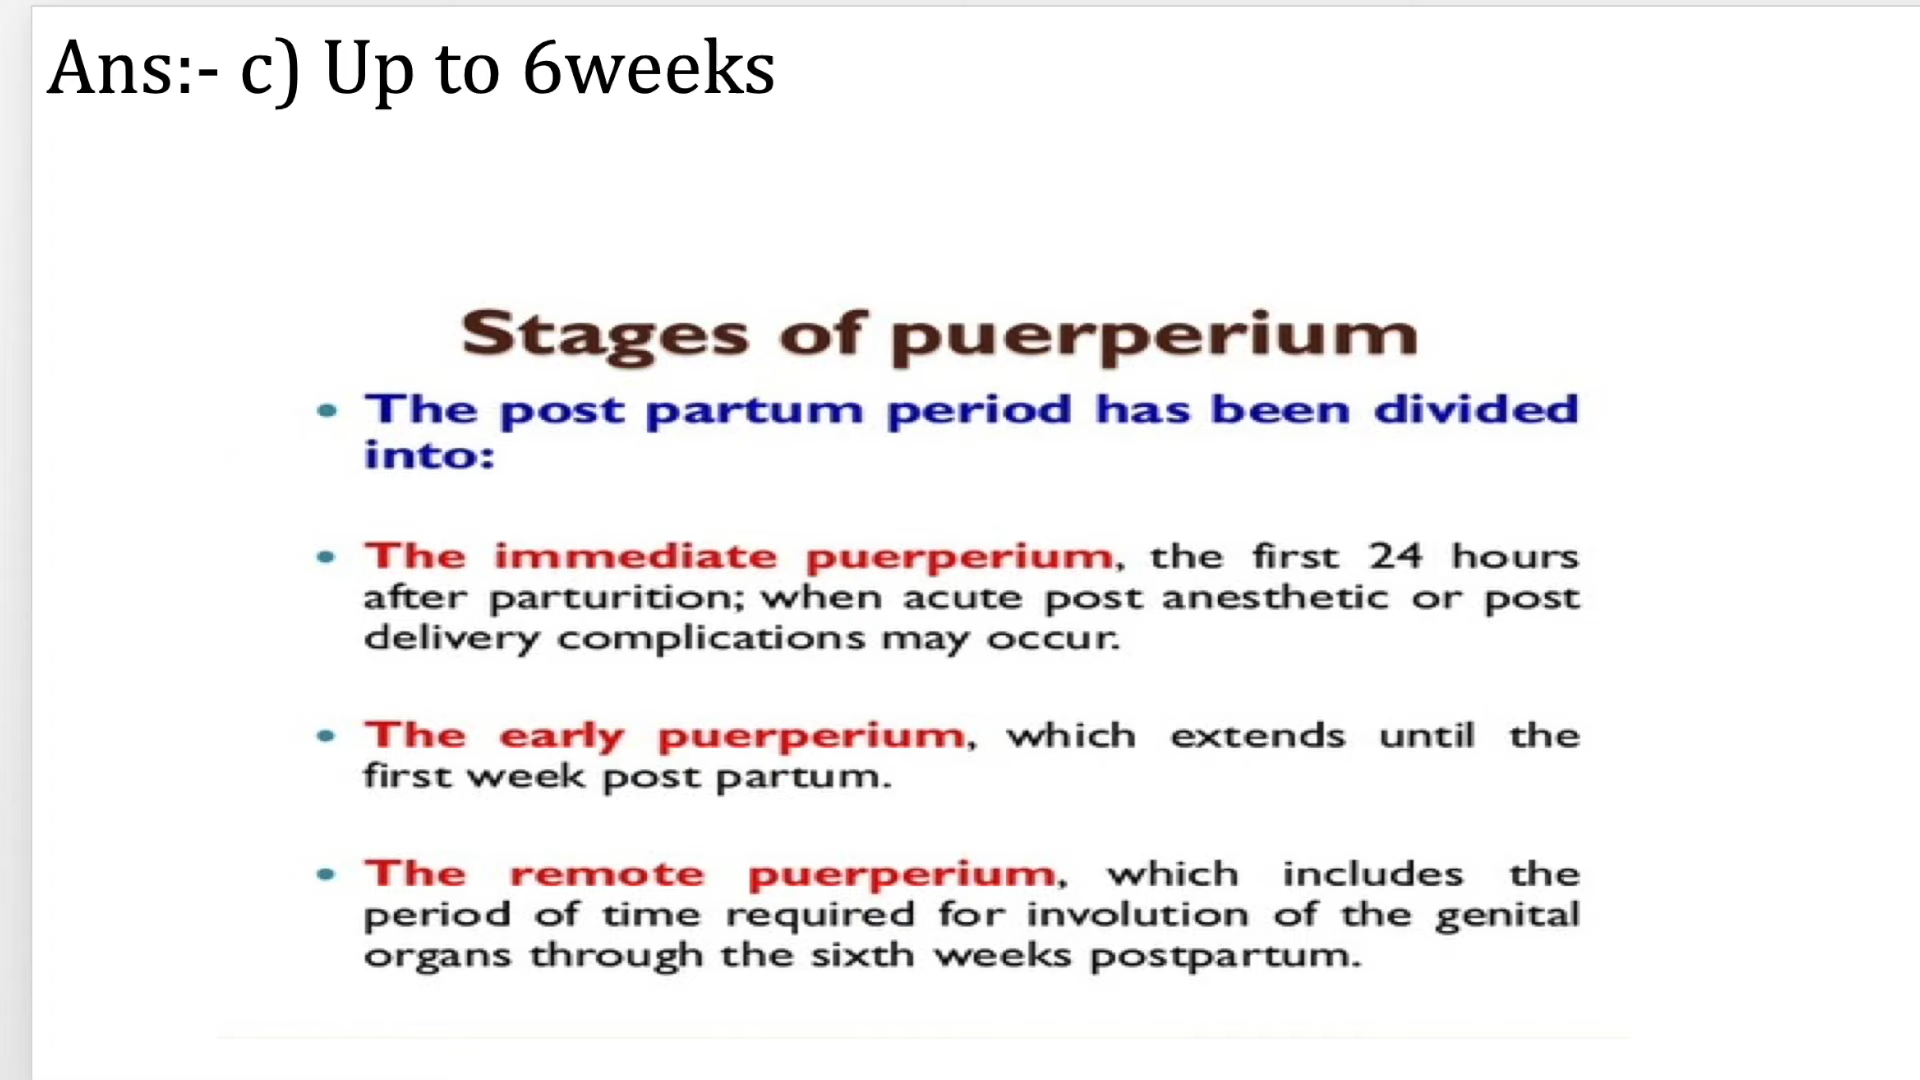 Ans:- c) Up to 6weeks
Stages of puerperium
• The post partum period has been divided
into:
• The immediate puerperium, the first 24 hours
after parturition; when acute post anesthetic or post
delivery complications may occur.
• The early puerperium, which extends until the
first week post partum.
• The remote puerperium, which includes the
period of time required for involution of the genital
organs through the sixth weeks postpartum.